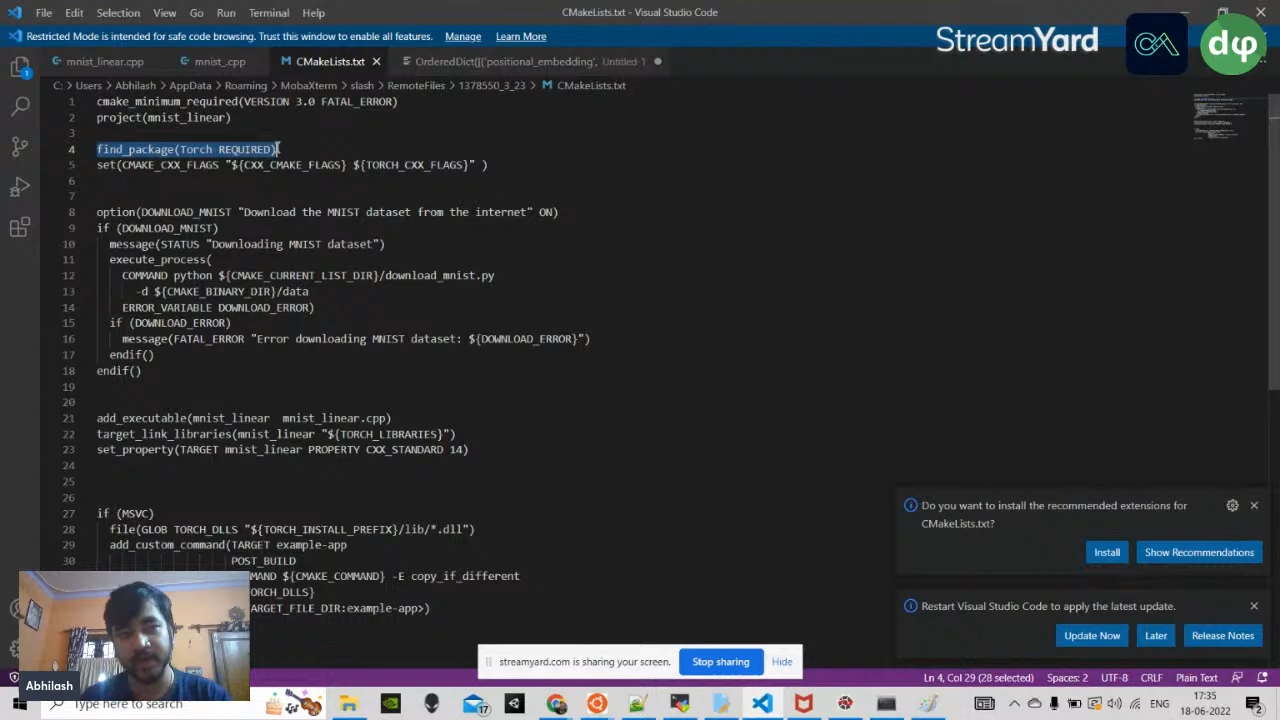 File Edit Selection View Go Run Terminal Help
CMakeLists.txt - Visual Studio Code
Restricted Mode is intended for safe code browsing. Trust this window to enable all features. Manage Learn More
StreamYard
dφ
mnist_linear.cpp mnist_.cpp M CMakeLists.txt OrderedDict([('positional_embedding', Untitled-1
C: > Users > Abhilash > AppData > Roaming > MobaXterm > slash > RemoteFiles > 1378550_3_23 > M CMakeLists.txt
1 cmake_minimum_required(VERSION 3.0 FATAL_ERROR)
2 project(mnist_linear)
3
4 find_package(Torch REQUIRED)
5 set(CMAKE_CXX_FLAGS "${CXX_CMAKE_FLAGS} ${TORCH_CXX_FLAGS}" )
6
7
8 option(DOWNLOAD_MNIST "Download the MNIST dataset from the internet" ON)
9 if (DOWNLOAD_MNIST)
10 message(STATUS "Downloading MNIST dataset")
11 execute_process(
12 COMMAND python ${CMAKE_CURRENT_LIST_DIR}/download_mnist.py
13 -d ${CMAKE_BINARY_DIR}/data
14 ERROR_VARIABLE DOWNLOAD_ERROR)
15 if (DOWNLOAD_ERROR)
16 message(FATAL_ERROR "Error downloading MNIST dataset: ${DOWNLOAD_ERROR}")
17 endif()
18 endif()
19
20
21 add_executable(mnist_linear mnist_linear.cpp)
22 target_link_libraries(mnist_linear "${TORCH_LIBRARIES}")
23 set_property(TARGET mnist_linear PROPERTY CXX_STANDARD 14)
24
25
26
27 if (MSVC)
28 file(GLOB TORCH_DLLS "${TORCH_INSTALL_PREFIX}/lib/*.dll")
29 add_custom_command(TARGET example-app
30 POST_BUILD
MAND ${CMAKE_COMMAND} -E copy_if_different
ORCH_DLLS}
TARGET_FILE_DIR:example-app>)
Do you want to install the recommended extensions for
CMakeLists.txt?
Install Show Recommendations
Restart Visual Studio Code to apply the latest update.
Update Now Later Release Notes
streamyard.com is sharing your screen. Stop sharing Hide
Abhilash
Ln 4, Col 29 (28 selected) Spaces: 2 UTF-8 CRLF Plain Text
Type here to search
17
17:35
18-06-2022
2